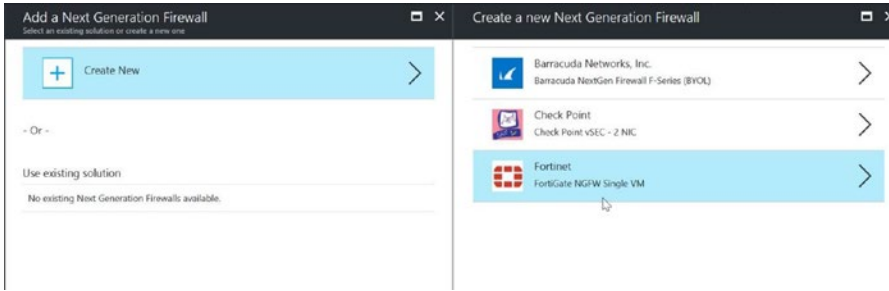 Add a Next Generation Firewall
Select an existing solution or create a new one
Create New
- Or -
Use existing solution
No existing Next Generation Firewalls available.
Create a new Next Generation Firewall
Barracuda Networks, Inc.
Barracuda NextGen Firewall F-Series (BYOL)
Check Point
Check Point vSEC - 2 NIC
Fortinet
FortiGate NGFW Single VM